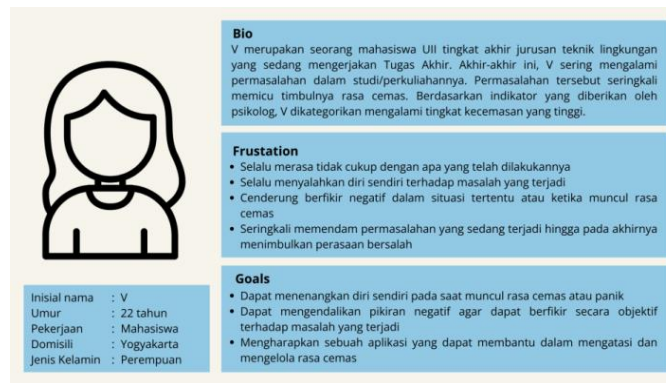 Bio
V merupakan seorang mahasiswa UII tingkat akhir jurusan teknik lingkungan
yang sedang mengerjakan Tugas Akhir. Akhir-akhir ini, V sering mengalami
permasalahan dalam studi/perkuliahannya. Permasalahan tersebut seringkali
memicu timbulnya rasa cemas. Berdasarkan indikator yang diberikan oleh
psikolog, V dikategorikan mengalami tingkat kecemasan yang tinggi.
Frustation
• Selalu merasa tidak cukup dengan apa yang telah dilakukannya
• Selalu menyalahkan diri sendiri terhadap masalah yang terjadi
• Cenderung berfikir negatif dalam situasi tertentu atau ketika muncul rasa
cemas
• Seringkali memendam permasalahan yang sedang terjadi hingga pada akhirnya
menimbulkan perasaan bersalah
Goals
• Dapat menenangkan diri sendiri pada saat muncul rasa cemas atau panik
• Dapat mengendalikan pikiran negatif agar dapat berfikir secara objektif
terhadap masalah yang terjadi
• Mengharapkan sebuah aplikasi yang dapat membantu dalam mengatasi dan
mengelola rasa cemas
Inisial nama : V
Umur : 22 tahun
Pekerjaan : Mahasiswa
Domisili : Yogyakarta
Jenis Kelamin : Perempuan